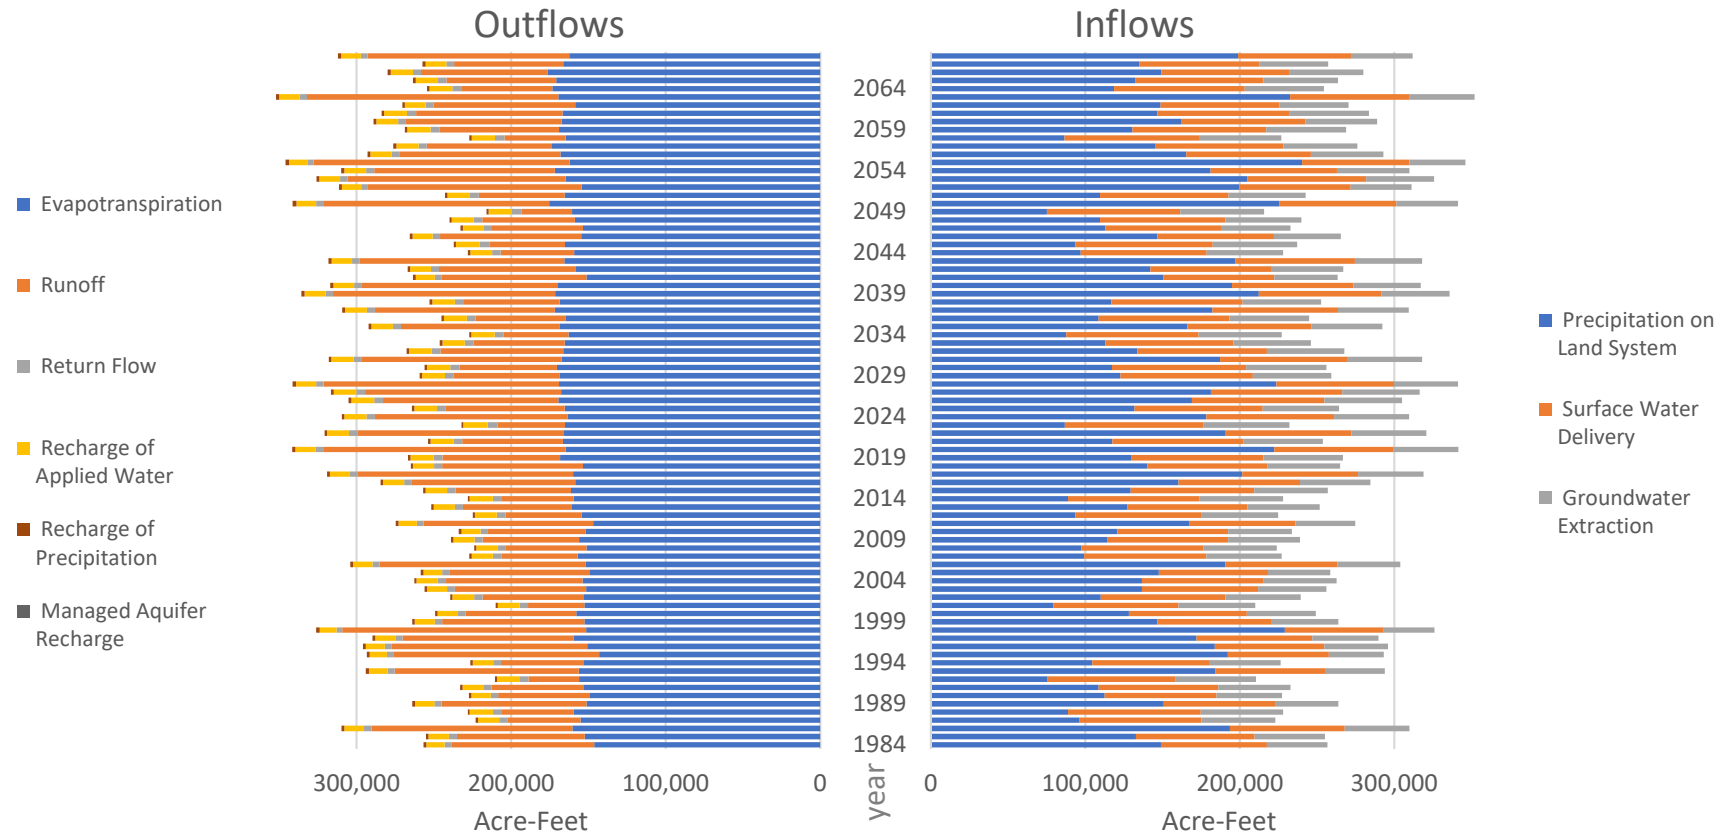 Outflows
Inflows
Evapotranspiration
Runoff
Return Flow
Recharge of
Applied Water
Recharge of
Precipitation
Managed Aquifer
Recharge
2064
2059
2054
2049
2044
2039
2034
2029
2024
2019
2014
2009
2004
1999
1994
1989
1984
year
Precipitation on
Land System
Surface Water
Delivery
Groundwater
Extraction
300,000
200,000
100,000
0
0
100,000
200,000
300,000
Acre-Feet
Acre-Feet